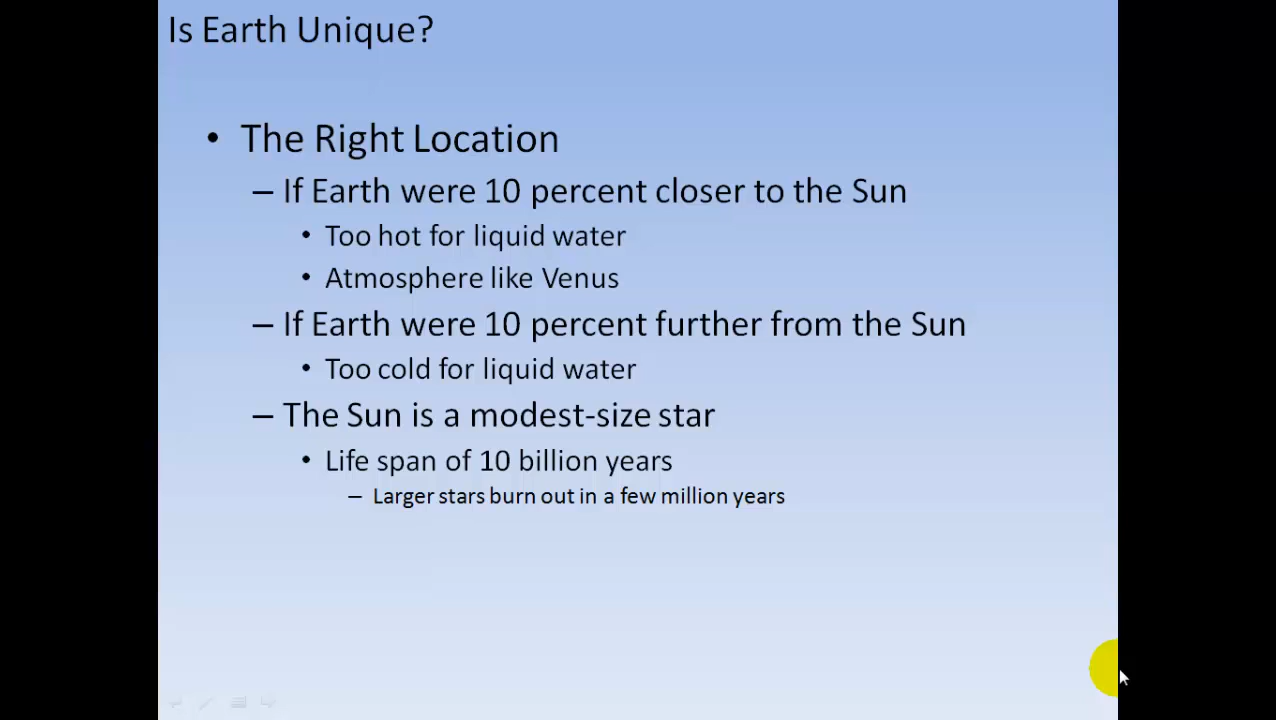 Is Earth Unique?
• The Right Location
– If Earth were 10 percent closer to the Sun
• Too hot for liquid water
• Atmosphere like Venus
– If Earth were 10 percent further from the Sun
• Too cold for liquid water
– The Sun is a modest-size star
• Life span of 10 billion years
– Larger stars burn out in a few million years